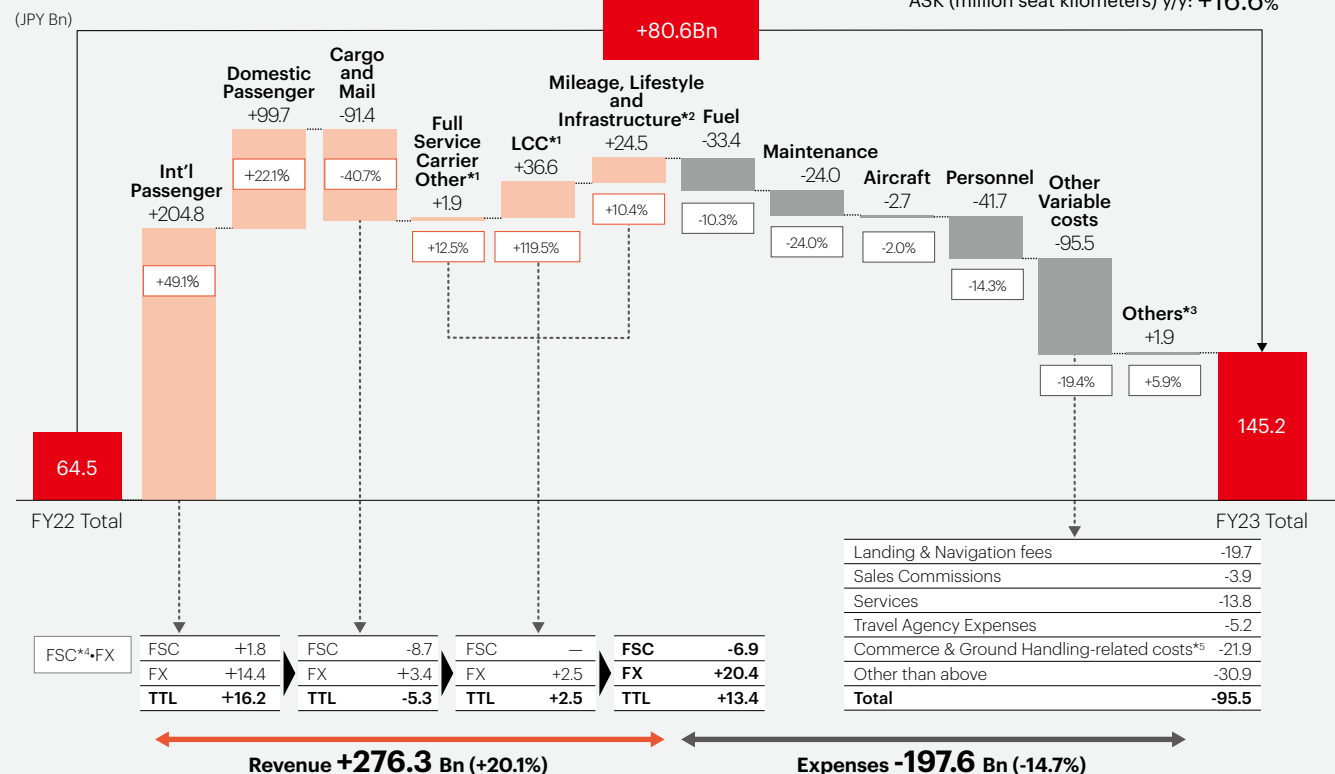 (JPY Bn)
ASK (million seat kilometers) y/y: +16.6%
+80.6Bn
Int'l
Passenger
+204.8
+49.1%
Domestic
Passenger
+99.7
+22.1%
Cargo
and
Mail
-91.4
-40.7%
Full
Service
Carrier
Other*1
+1.9
+12.5%
LCC*1
+36.6
+119.5%
Mileage, Lifestyle
and
Infrastructure*2
+24.5
+10.4%
Fuel
-33.4
-10.3%
Maintenance
-24.0
-24.0%
Aircraft
-2.7
-2.0%
Personnel
-41.7
-14.3%
Other
Variable
costs
-95.5
-19.4%
Others*3
+1.9
+5.9%
64.5
FY22 Total
145.2
FY23 Total
Landing & Navigation fees -19.7
Sales Commissions -3.9
Services -13.8
Travel Agency Expenses -5.2
Commerce & Ground Handling-related costs*5 -21.9
Other than above -30.9
Total -95.5
FSC*4•FX
FSC +1.8
FX +14.4
TTL +16.2
FSC -8.7
FX +3.4
TTL -5.3
FSC —
FX +2.5
TTL +2.5
FSC -6.9
FX +20.4
TTL +13.4
Revenue +276.3 Bn (+20.1%)
Expenses -197.6 Bn (-14.7%)